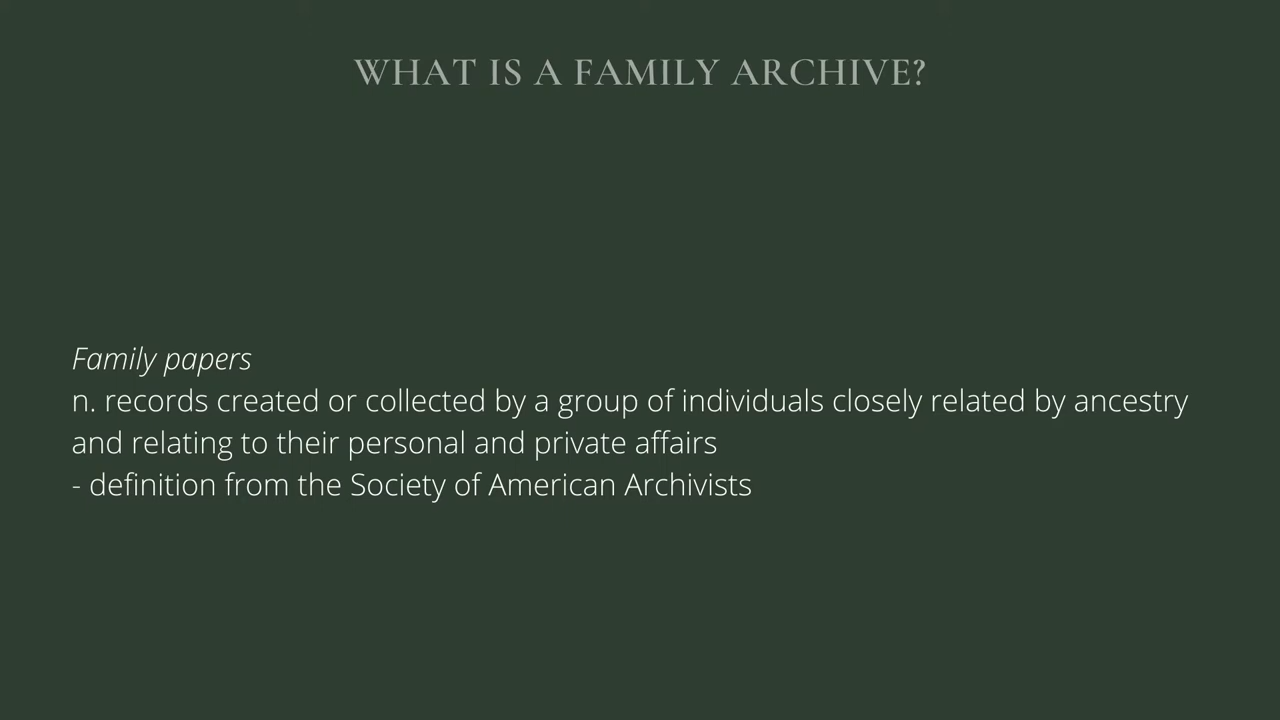 WHAT IS A FAMILY ARCHIVE?
Family papers
n. records created or collected by a group of individuals closely related by ancestry
and relating to their personal and private affairs
- definition from the Society of American Archivists